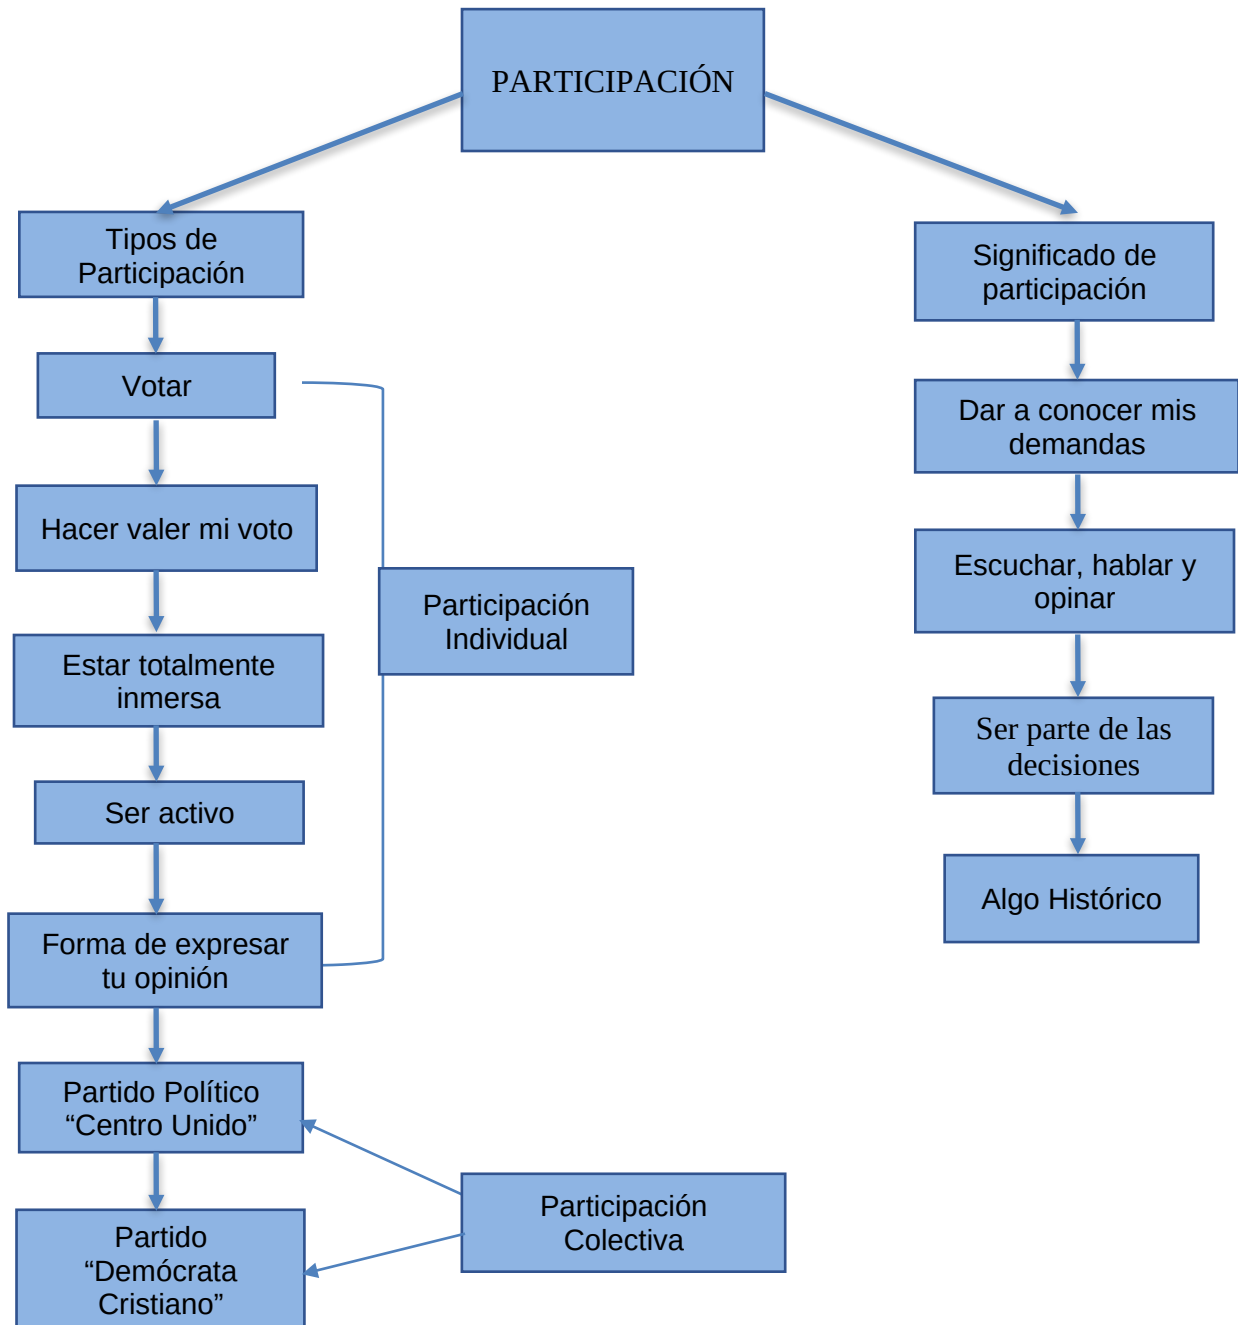 PARTICIPACIÓN
Tipos de
Participación
Votar
Hacer valer mi voto
Estar totalmente
inmersa
Ser activo
Forma de expresar
tu opinión
Partido Político
“Centro Unido”
Partido
“Demócrata
Cristiano”
Participación
Individual
Participación
Colectiva
Significado de
participación
Dar a conocer mis
demandas
Escuchar, hablar y
opinar
Ser parte de las
decisiones
Algo Histórico